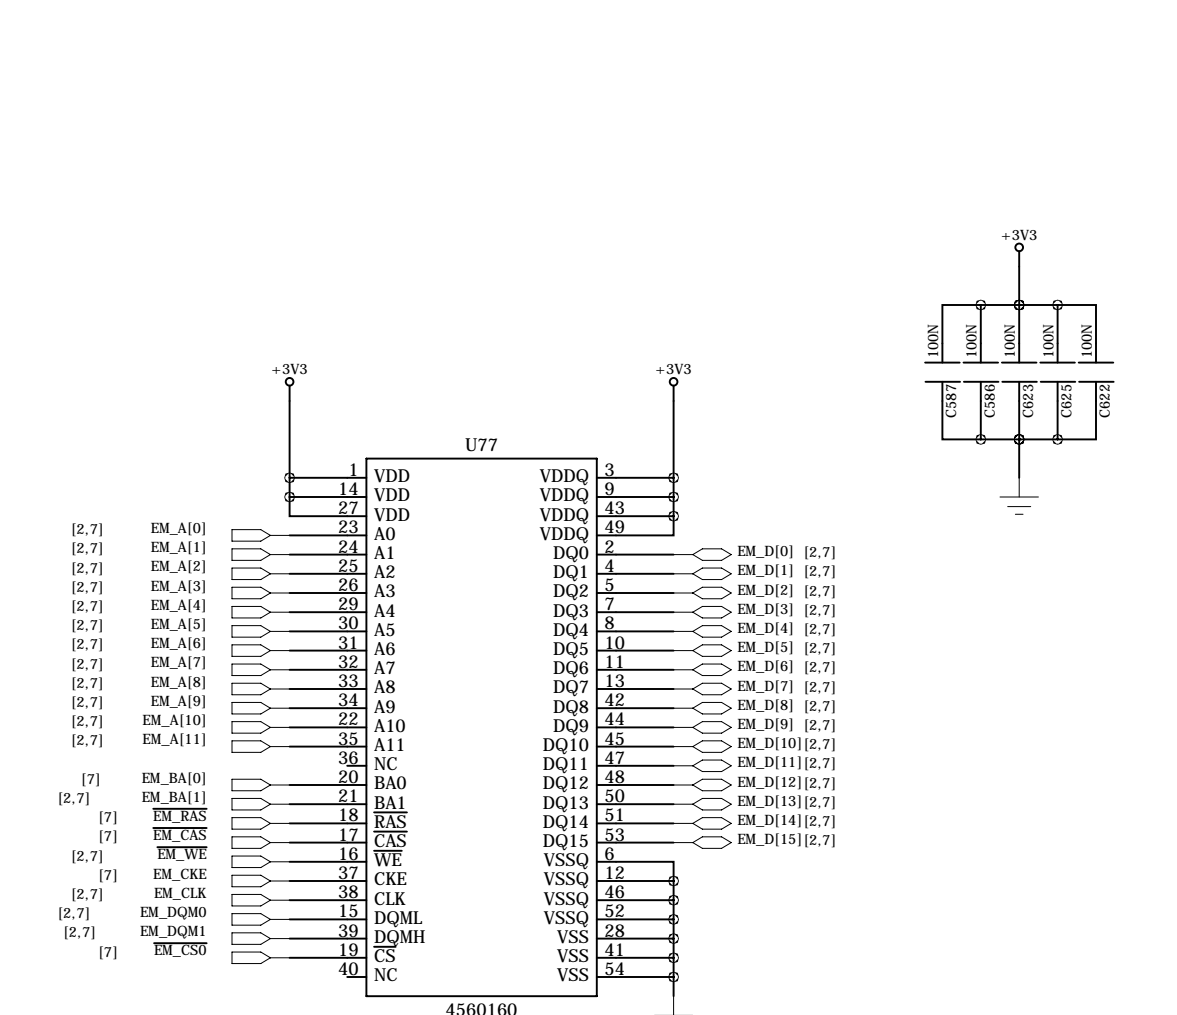 +3V3
100N 100N 100N 100N 100N
C587 C586 C623 C625 C622
+3V3 +3V3
U77
1 VDD VDDQ 3
14 VDD VDDQ 9
27 VDD VDDQ 43
[2,7] EM_A[0] 23 A0 VDDQ 49
[2,7] EM_A[1] 24 A1 DQ0 2 EM_D[0] [2,7]
[2,7] EM_A[2] 25 A2 DQ1 4 EM_D[1] [2,7]
[2,7] EM_A[3] 26 A3 DQ2 5 EM_D[2] [2,7]
[2,7] EM_A[4] 29 A4 DQ3 7 EM_D[3] [2,7]
[2,7] EM_A[5] 30 A5 DQ4 8 EM_D[4] [2,7]
[2,7] EM_A[6] 31 A6 DQ5 10 EM_D[5] [2,7]
[2,7] EM_A[7] 32 A7 DQ6 11 EM_D[6] [2,7]
[2,7] EM_A[8] 33 A8 DQ7 13 EM_D[7] [2,7]
[2,7] EM_A[9] 34 A9 DQ8 42 EM_D[8] [2,7]
[2,7] EM_A[10] 22 A10 DQ9 44 EM_D[9] [2,7]
[2,7] EM_A[11] 35 A11 DQ10 45 EM_D[10] [2,7]
36 NC DQ11 47 EM_D[11] [2,7]
[7] EM_BA[0] 20 BA0 DQ12 48 EM_D[12] [2,7]
[2,7] EM_BA[1] 21 BA1 DQ13 50 EM_D[13] [2,7]
[7] EM_RAS 18 RAS DQ14 51 EM_D[14] [2,7]
[7] EM_CAS 17 CAS DQ15 53 EM_D[15] [2,7]
[2,7] EM_WE 16 WE VSSQ 6
[7] EM_CKE 37 CKE VSSQ 12
[2,7] EM_CLK 38 CLK VSSQ 46
[2,7] EM_DQM0 15 DQML VSSQ 52
[2,7] EM_DQM1 39 DQMH VSS 28
[7] EM_CS0 19 CS VSS 41
40 NC VSS 54
4560160